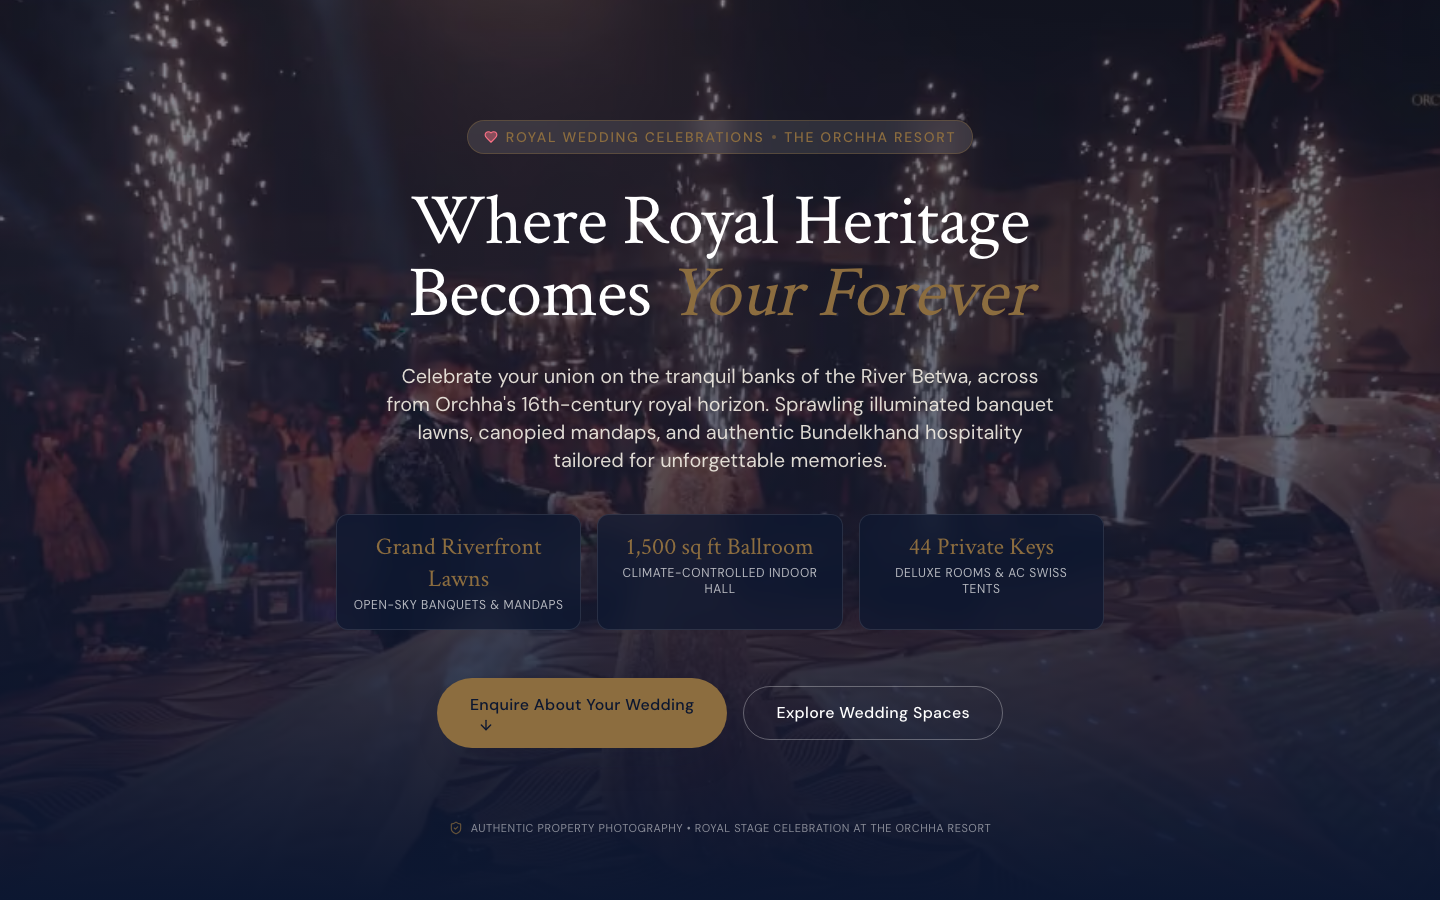 ROYAL WEDDING CELEBRATIONS • THE ORCHHA RESORT
Where Royal Heritage
Becomes Your Forever
Celebrate your union on the tranquil banks of the River Betwa, across
from Orchha's 16th-century royal horizon. Sprawling illuminated banquet
lawns, canopied mandaps, and authentic Bundelkhand hospitality
tailored for unforgettable memories.
Grand Riverfront
Lawns
OPEN-SKY BANQUETS & MANDAPS
1,500 sq ft Ballroom
CLIMATE-CONTROLLED INDOOR
HALL
44 Private Keys
DELUXE ROOMS & AC SWISS
TENTS
Enquire About Your Wedding
↓
Explore Wedding Spaces
AUTHENTIC PROPERTY PHOTOGRAPHY • ROYAL STAGE CELEBRATION AT THE ORCHHA RESORT